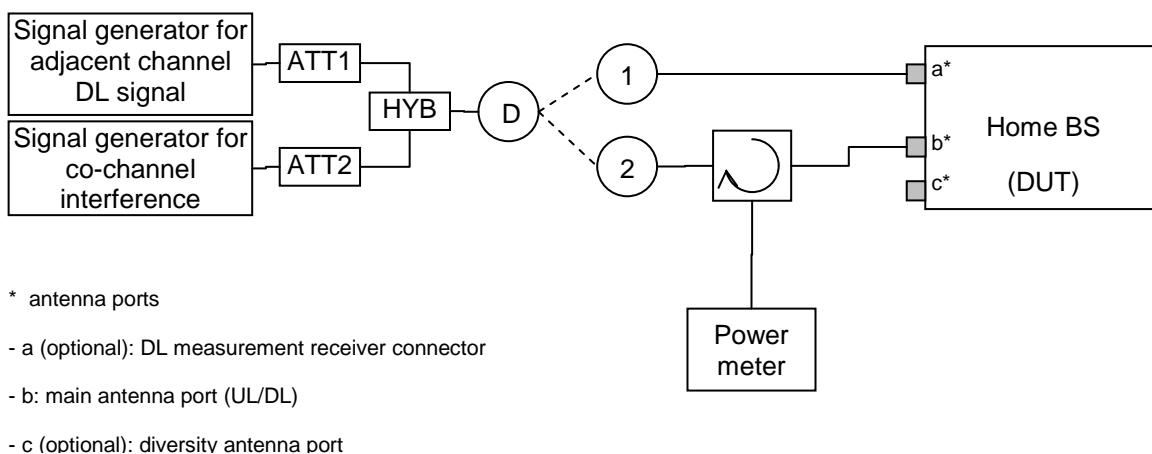 Signal generator for
adjacent channel
DL signal
ATT1
HYB
D
1
2
Signal generator for
co-channel
interference
ATT2
a*
b*
c*
Home BS
(DUT)
Power
meter
* antenna ports
- a (optional): DL measurement receiver connector
- b: main antenna port (UL/DL)
- c (optional): diversity antenna port